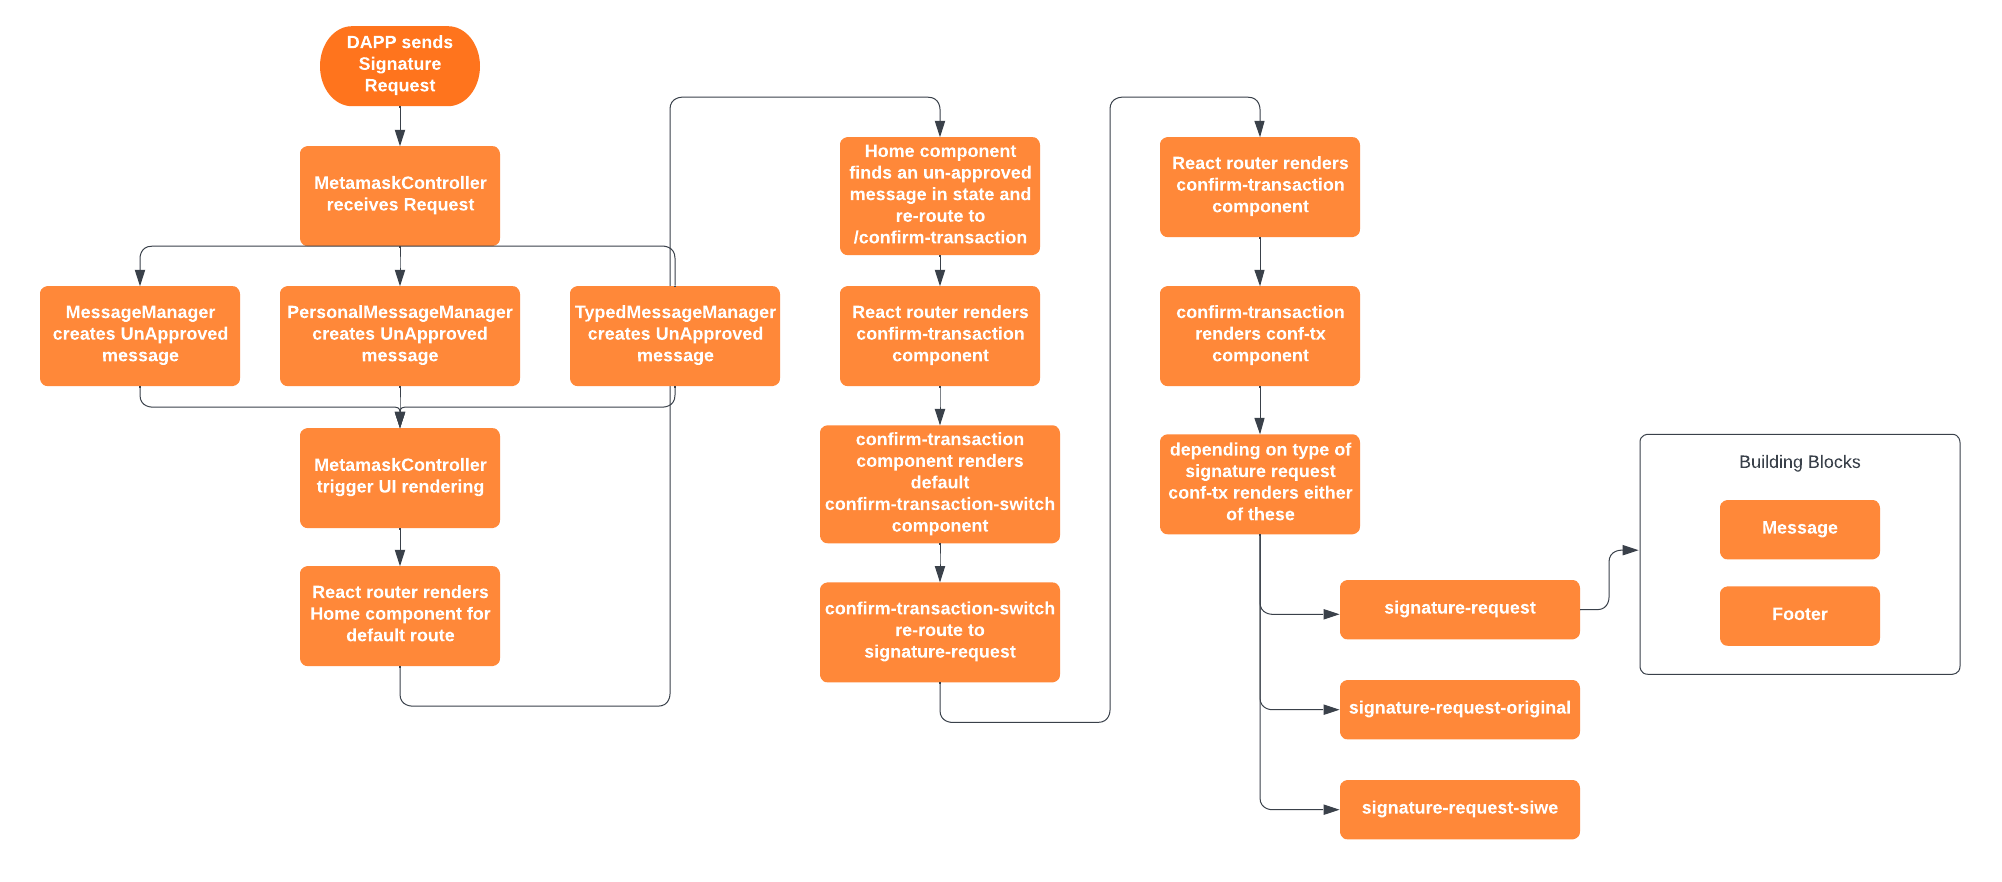 DAPP sends
Signature
Request
MetamaskController
receives Request
MessageManager
creates UnApproved
message
PersonalMessageManager
creates UnApproved
message
TypedMessageManager
creates UnApproved
message
MetamaskController
trigger UI rendering
React router renders
Home component for
default route
Home component
finds an un-approved
message in state and
re-route to
/confirm-transaction
React router renders
confirm-transaction
component
confirm-transaction
component renders
default
confirm-transaction-switch
component
confirm-transaction-switch
re-route to
signature-request
React router renders
confirm-transaction
component
confirm-transaction
renders conf-tx
component
depending on type of
signature request
conf-tx renders either
of these
signature-request
signature-request-original
signature-request-siwe
Building Blocks
Message
Footer